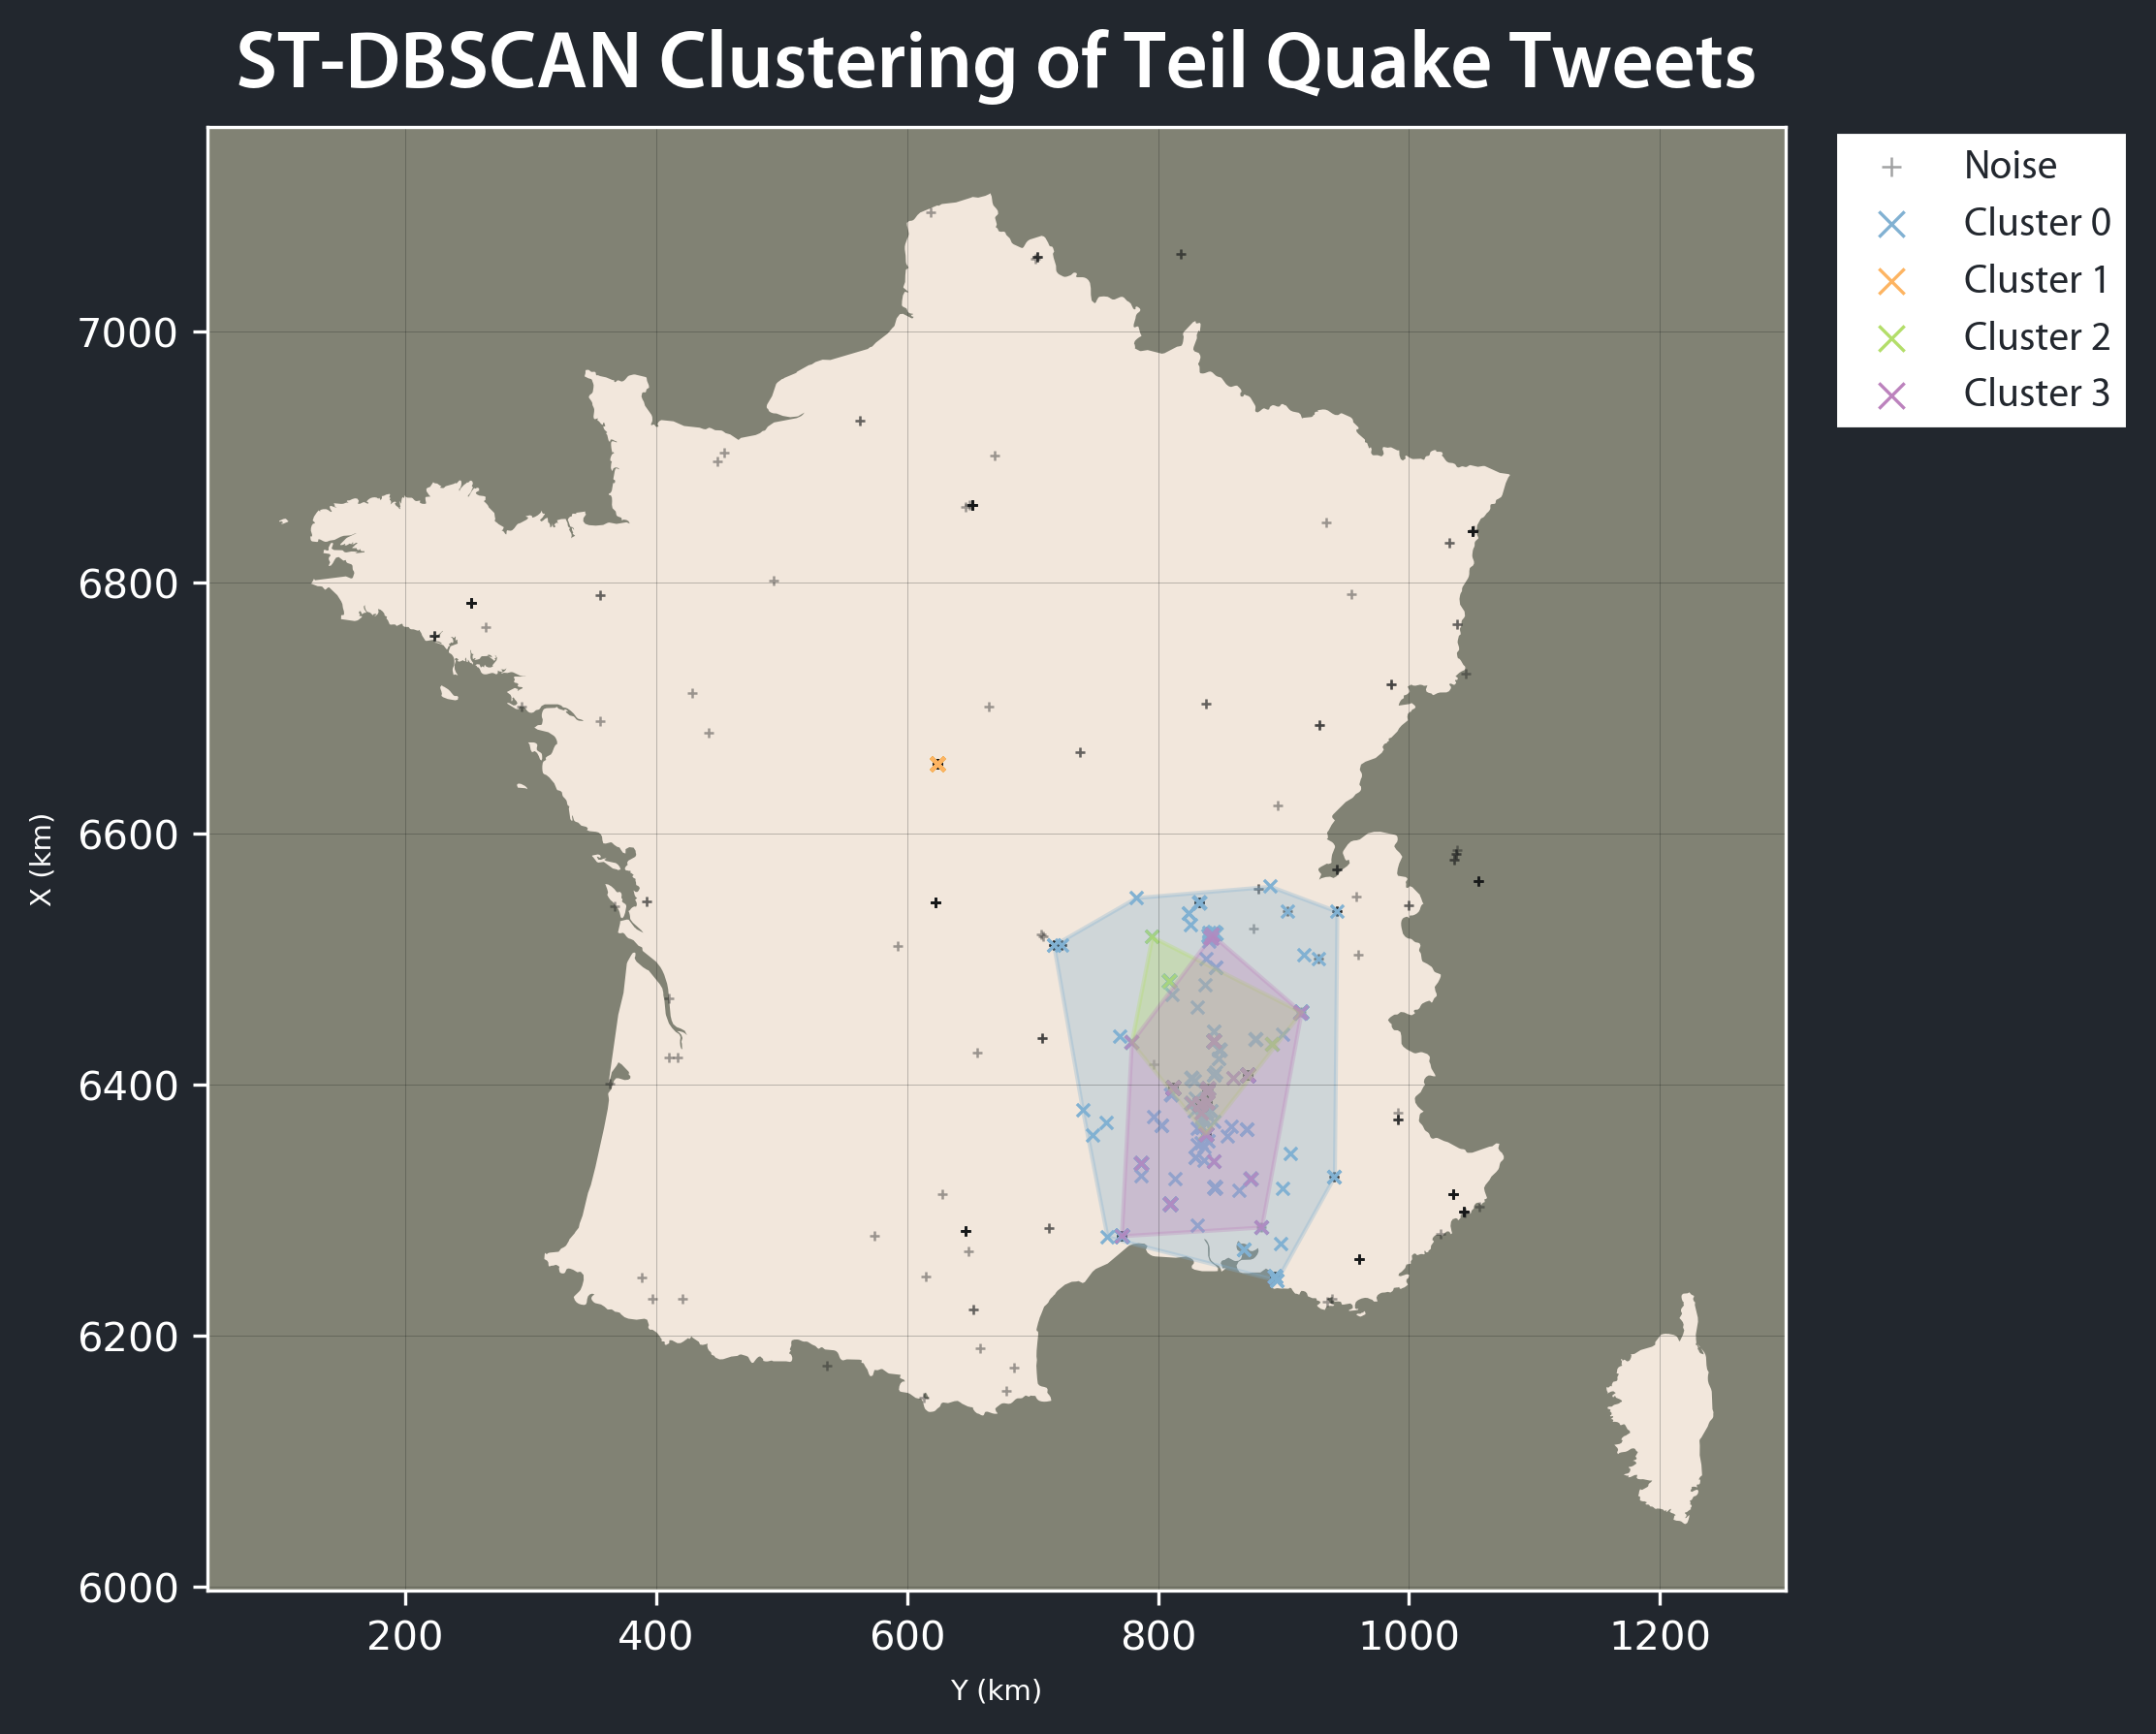 ST-DBSCAN Clustering of Teil Quake Tweets
Noise
Cluster 0
Cluster 1
Cluster 2
Cluster 3
7000
6800
6600
6400
6200
6000
X (km)
200 400 600 800 1000 1200
Y (km)